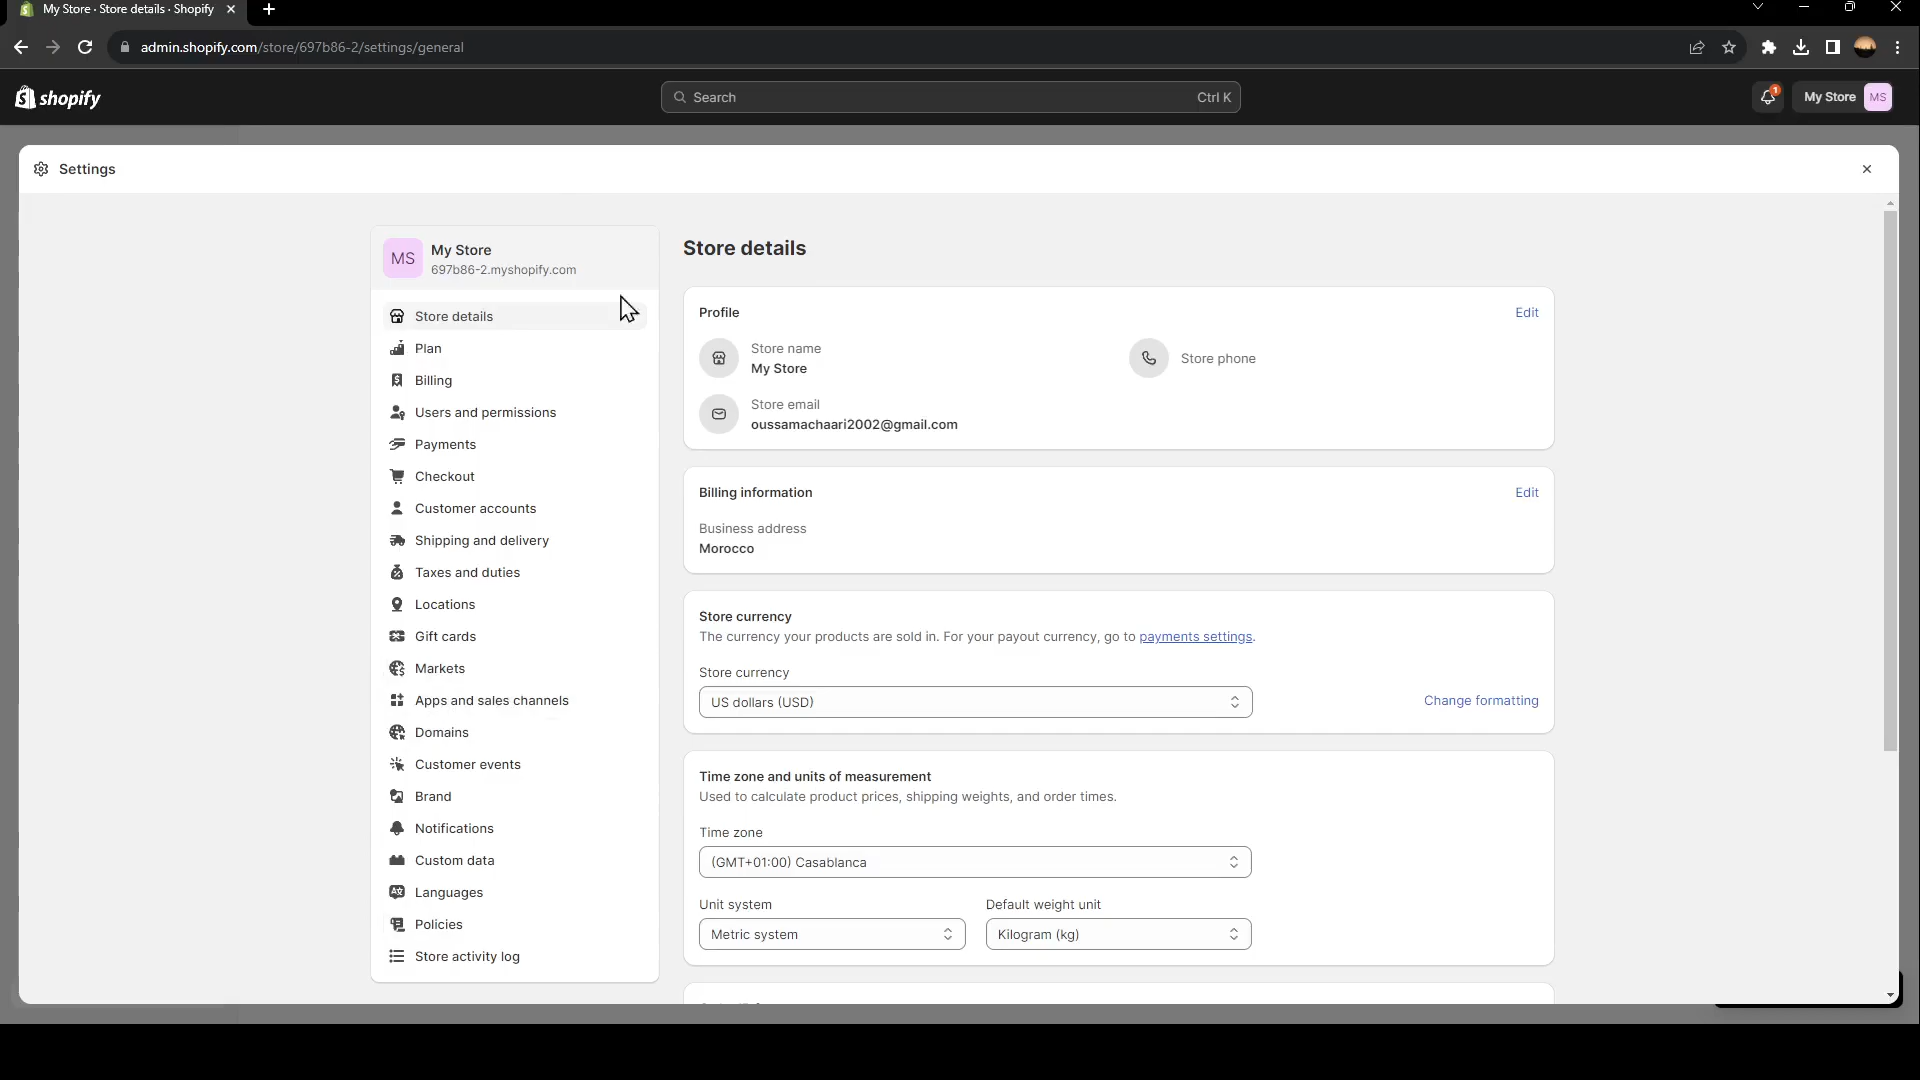 My Store · Store details · Shopify
admin.shopify.com/store/697b86-2/settings/general
shopify
Search
Ctrl K
1
My Store
MS
Settings
MS
My Store
697b86-2.myshopify.com
Store details
Plan
Billing
Users and permissions
Payments
Checkout
Customer accounts
Shipping and delivery
Taxes and duties
Locations
Gift cards
Markets
Apps and sales channels
Domains
Customer events
Brand
Notifications
Custom data
Languages
Policies
Store activity log
Store details
Profile
Edit
Store name
My Store
Store phone
Store email
oussamachaari2002@gmail.com
Billing information
Edit
Business address
Morocco
Store currency
The currency your products are sold in. For your payout currency, go to payments settings.
Store currency
US dollars (USD)
Change formatting
Time zone and units of measurement
Used to calculate product prices, shipping weights, and order times.
Time zone
(GMT+01:00) Casablanca
Unit system
Default weight unit
Metric system
Kilogram (kg)